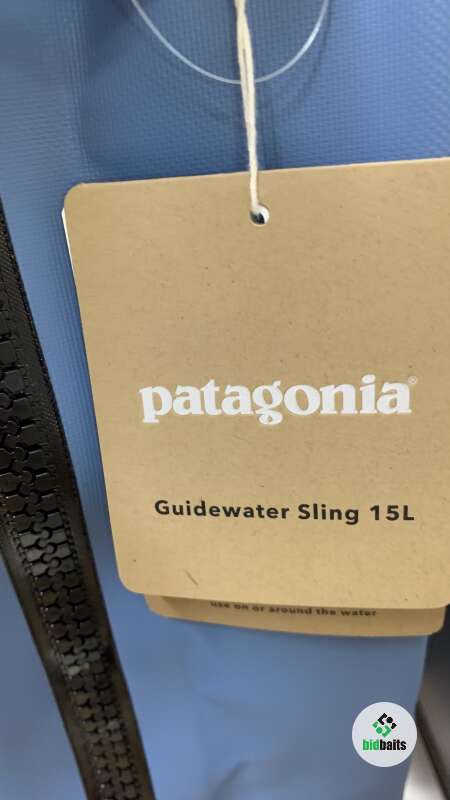 patagonia®
Guidewater Sling 15L
use on or around the water
bidbaits